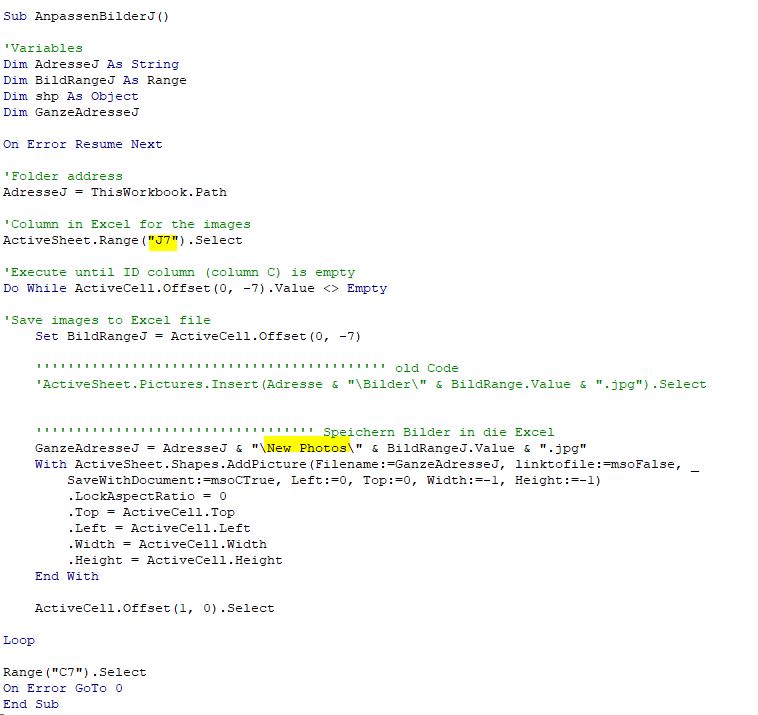 Sub AnpassenBilderJ()
'Variables
Dim AdresseJ As String
Dim BildRangeJ As Range
Dim shp As Object
Dim GanzeAdresseJ
On Error Resume Next
'Folder address
AdresseJ = ThisWorkbook.Path
'Column in Excel for the images
ActiveSheet.Range("J7").Select
'Execute until ID column (column C) is empty
Do While ActiveCell.Offset(0, -7).Value <> Empty
'Save images to Excel file
    Set BildRangeJ = ActiveCell.Offset(0, -7)
    '''''''''''''''''''''''''''''''''''''''''''' old Code
    'ActiveSheet.Pictures.Insert(Adresse & "\Bilder\" & BildRange.Value & ".jpg").Select
    ''''''''''''''''''''''''''''''''''' Speichern Bilder in die Excel
    GanzeAdresseJ = AdresseJ & "\New Photos\" & BildRangeJ.Value & ".jpg"
    With ActiveSheet.Shapes.AddPicture(Filename:=GanzeAdresseJ, linktofile:=msoFalse, _
        SaveWithDocument:=msoCTrue, Left:=0, Top:=0, Width:=-1, Height:=-1)
        .LockAspectRatio = 0
        .Top = ActiveCell.Top
        .Left = ActiveCell.Left
        .Width = ActiveCell.Width
        .Height = ActiveCell.Height
    End With
    ActiveCell.Offset(1, 0).Select
Loop
Range("C7").Select
On Error GoTo 0
End Sub